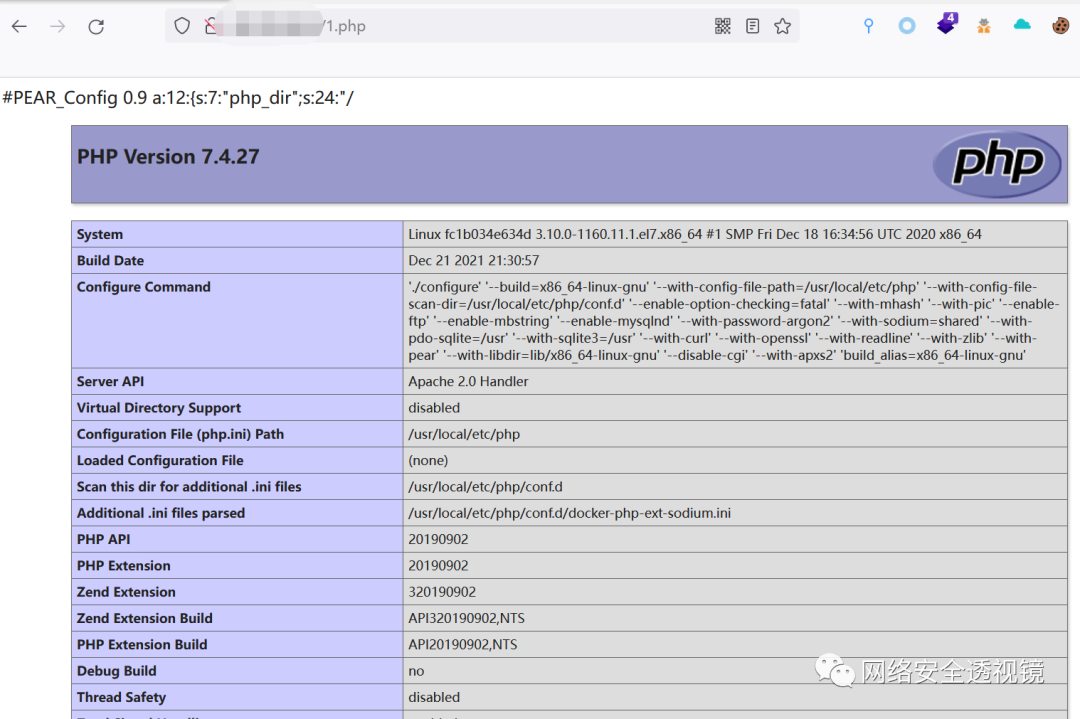 /1.php
4
#PEAR_Config 0.9 a:12:{s:7:"php_dir";s:24:"/
PHP Version 7.4.27
php
System Linux fc1b034e634d 3.10.0-1160.11.1.el7.x86_64 #1 SMP Fri Dec 18 16:34:56 UTC 2020 x86_64
Build Date Dec 21 2021 21:30:57
Configure Command './configure' '--build=x86_64-linux-gnu' '--with-config-file-path=/usr/local/etc/php' '--with-config-file-
scan-dir=/usr/local/etc/php/conf.d' '--enable-option-checking=fatal' '--with-mhash' '--with-pic' '--enable-
ftp' '--enable-mbstring' '--enable-mysqlnd' '--with-password-argon2' '--with-sodium=shared' '--with-
pdo-sqlite=/usr' '--with-sqlite3=/usr' '--with-curl' '--with-openssl' '--with-readline' '--with-zlib' '--with-
pear' '--with-libdir=lib/x86_64-linux-gnu' '--disable-cgi' '--with-apxs2' 'build_alias=x86_64-linux-gnu'
Server API Apache 2.0 Handler
Virtual Directory Support disabled
Configuration File (php.ini) Path /usr/local/etc/php
Loaded Configuration File (none)
Scan this dir for additional .ini files /usr/local/etc/php/conf.d
Additional .ini files parsed /usr/local/etc/php/conf.d/docker-php-ext-sodium.ini
PHP API 20190902
PHP Extension 20190902
Zend Extension 320190902
Zend Extension Build API320190902,NTS
PHP Extension Build API20190902,NTS
Debug Build no
Thread Safety disabled
网络安全透视镜